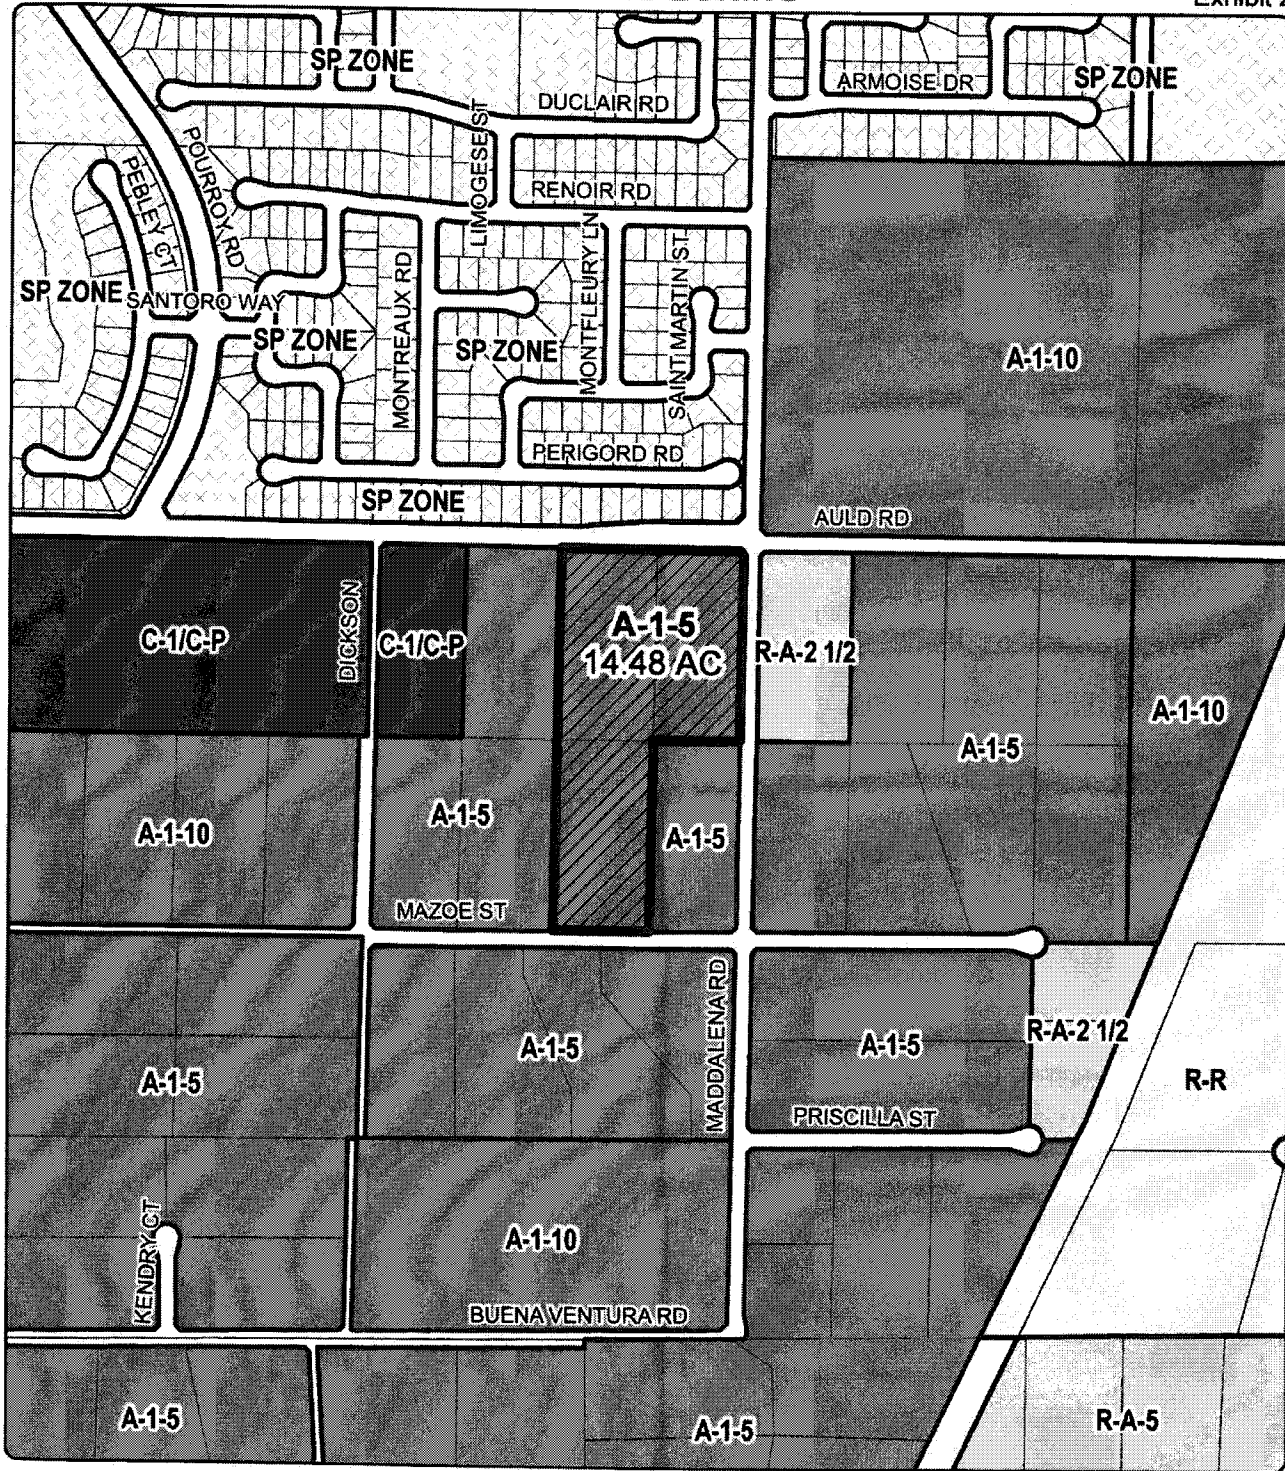 SP ZONE
ARMOISE DR
SP ZONE
DUCLAIR RD
LIMOGESE ST
POURROY RD
PEBLEY CT
RENOIR RD
MONTFLEURY LN
SAINT MARTIN ST
MONTREAUX RD
SP ZONE
SANTORO WAY
SP ZONE
SP ZONE
A-1-10
PERIGORD RD
SP ZONE
AULD RD
C-1/C-P
DICKSON
C-1/C-P
A-1-5
14.48 AC
R-A-2 1/2
A-1-10
A-1-5
A-1-10
A-1-5
A-1-5
MAZOE ST
MADDALENA RD
A-1-5
A-1-5
R-A-2 1/2
A-1-5
R-R
PRISCILLA ST
KENDRY CT
A-1-10
BUENA VENTURA RD
A-1-5
A-1-5
R-A-5